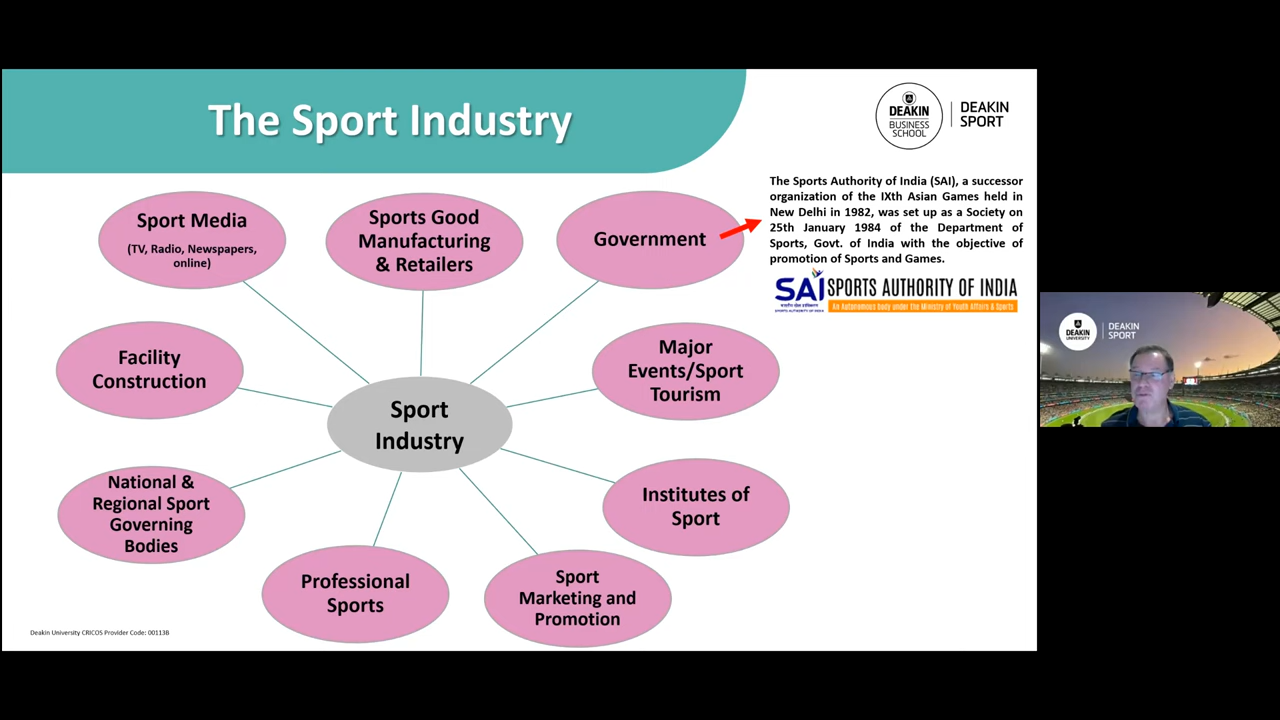 The Sport Industry
DEAKIN
BUSINESS
SCHOOL
DEAKIN
SPORT
Sport Media
(TV, Radio, Newspapers,
online)
Sports Good
Manufacturing
& Retailers
Government
The Sports Authority of India (SAI), a successor
organization of the IXth Asian Games held in
New Delhi in 1982, was set up as a Society on
25th January 1984 of the Department of
Sports, Govt. of India with the objective of
promotion of Sports and Games.
SAI
SPORTS AUTHORITY OF INDIA
SPORTS AUTHORITY OF INDIA
An Autonomous body under the Ministry of Youth Affairs & Sports
Facility
Construction
Major
Events/Sport
Tourism
Sport
Industry
National &
Regional Sport
Governing
Bodies
Institutes of
Sport
Professional
Sports
Sport
Marketing and
Promotion
Deakin University CRICOS Provider Code: 00113B
DEAKIN
UNIVERSITY
DEAKIN
SPORT